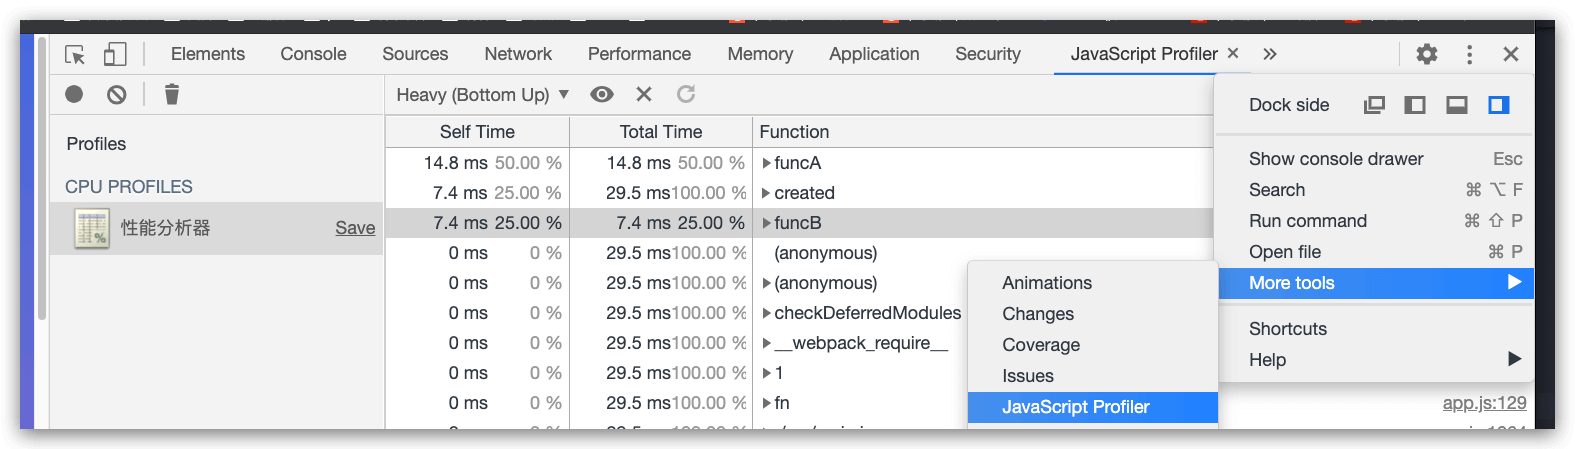 Elements Console Sources Network Performance Memory Application Security JavaScript Profiler ✕ »
Heavy (Bottom Up) ▼
Profiles
CPU PROFILES
性能分析器 Save
Self Time Total Time Function
14.8 ms 50.00 % 14.8 ms 50.00 % funcA
7.4 ms 25.00 % 29.5 ms 100.00 % created
7.4 ms 25.00 % 7.4 ms 25.00 % funcB
0 ms 0 % 29.5 ms 100.00 % (anonymous)
0 ms 0 % 29.5 ms 100.00 % (anonymous)
0 ms 0 % 29.5 ms 100.00 % checkDeferredModules
0 ms 0 % 29.5 ms 100.00 % __webpack_require__
0 ms 0 % 29.5 ms 100.00 % 1
0 ms 0 % 29.5 ms 100.00 % fn
app.js:129
Dock side
Show console drawer Esc
Search ⌘ ⌥ F
Run command ⌘ ⇧ P
Open file ⌘ P
More tools
Shortcuts
Help
Animations
Changes
Coverage
Issues
JavaScript Profiler